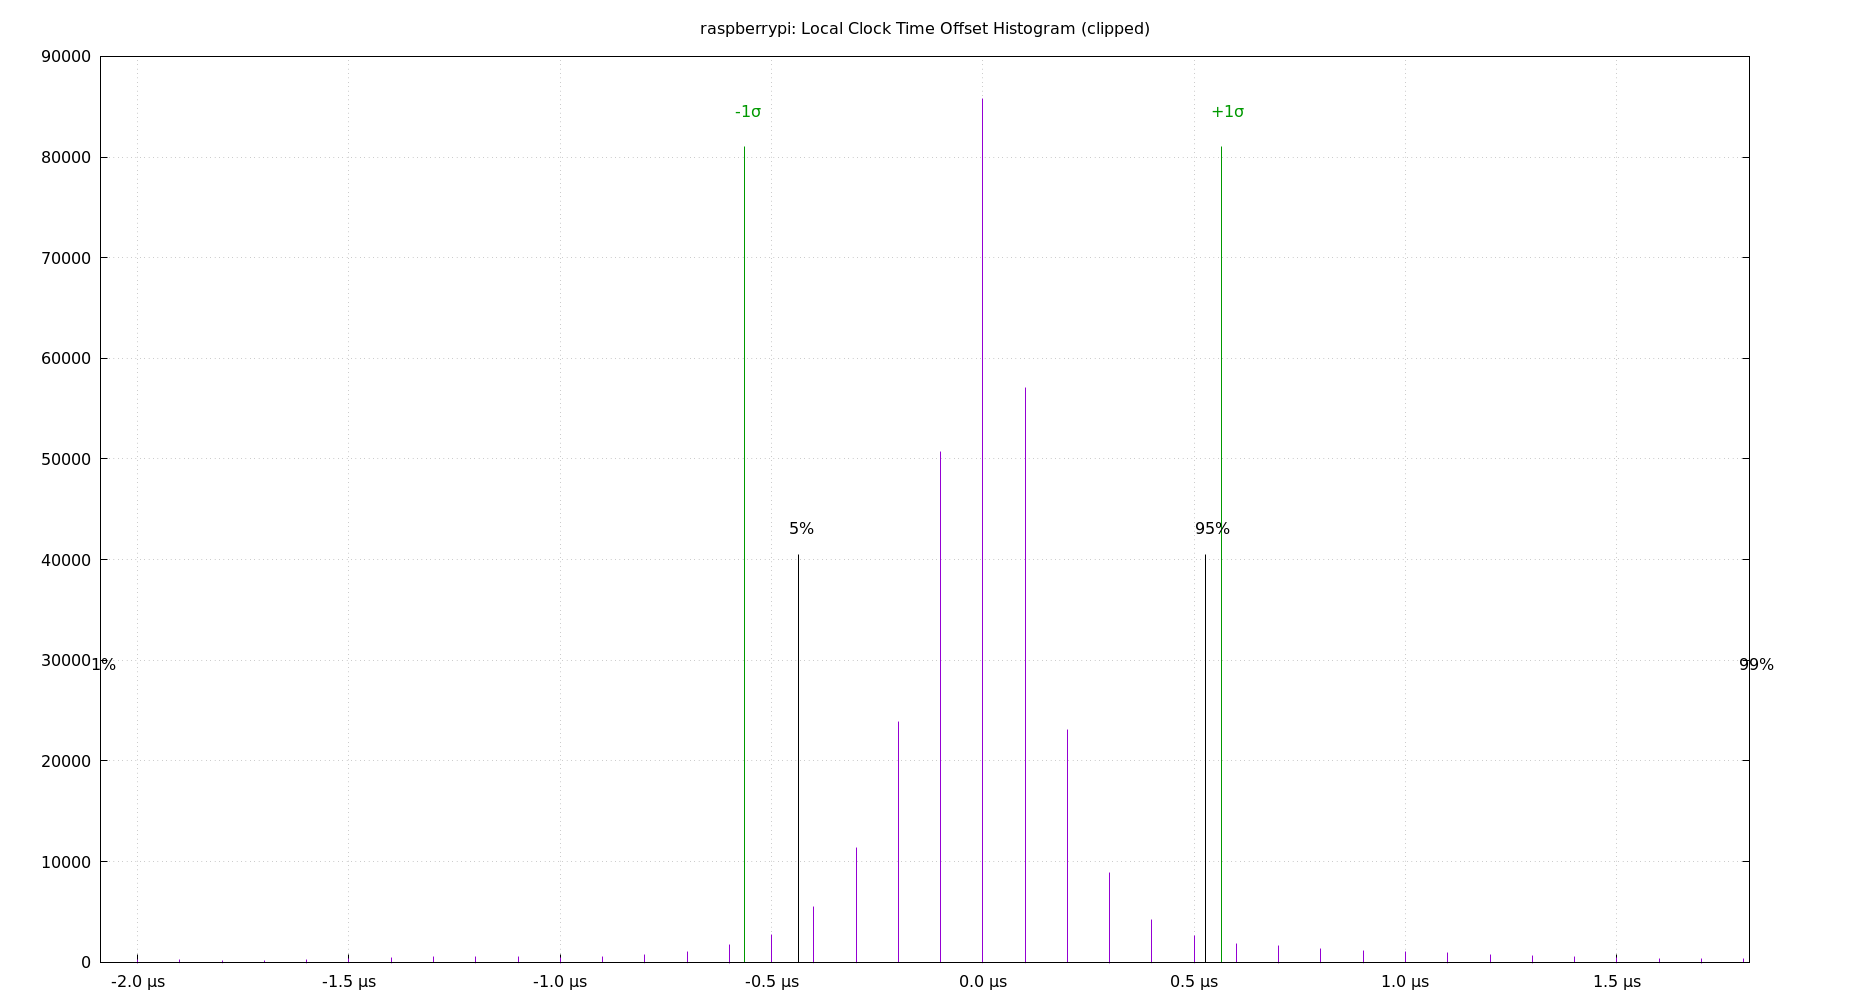 raspberrypi: Local Clock Time Offset Histogram (clipped)
90000
-1σ
+1σ
80000
70000
60000
50000
5%
95%
40000
30000
1%
99%
20000
10000
0
-2.0 µs
-1.5 µs
-1.0 µs
-0.5 µs
0.0 µs
0.5 µs
1.0 µs
1.5 µs